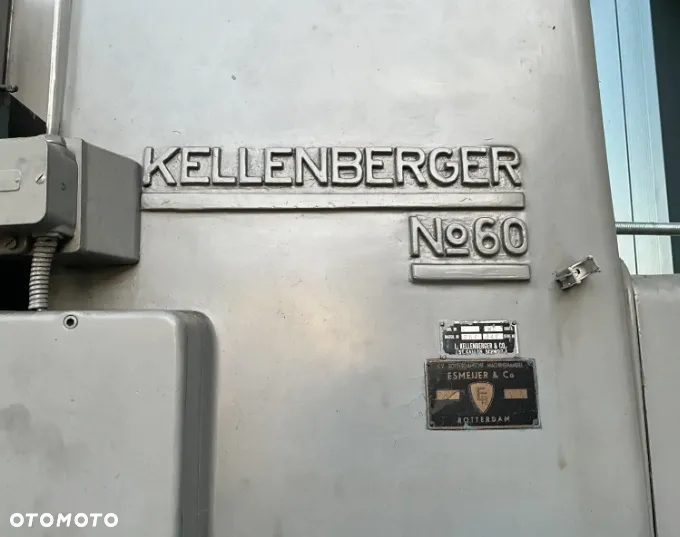 KELLENBERGER
No60
L. KELLENBERGER & CO.
ESMEIJER & Co
ROTTERDAM
OTOMOTO